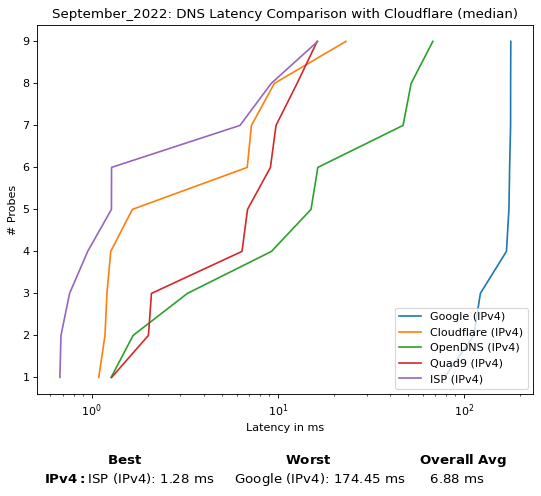 September_2022: DNS Latency Comparison with Cloudflare (median)
9
8
7
6
5
4
3
2
1
# Probes
Google (IPv4)
Cloudflare (IPv4)
OpenDNS (IPv4)
Quad9 (IPv4)
ISP (IPv4)
10⁰ 10¹ 10²
Latency in ms
Best Worst Overall Avg
IPv4: ISP (IPv4): 1.28 ms Google (IPv4): 174.45 ms 6.88 ms